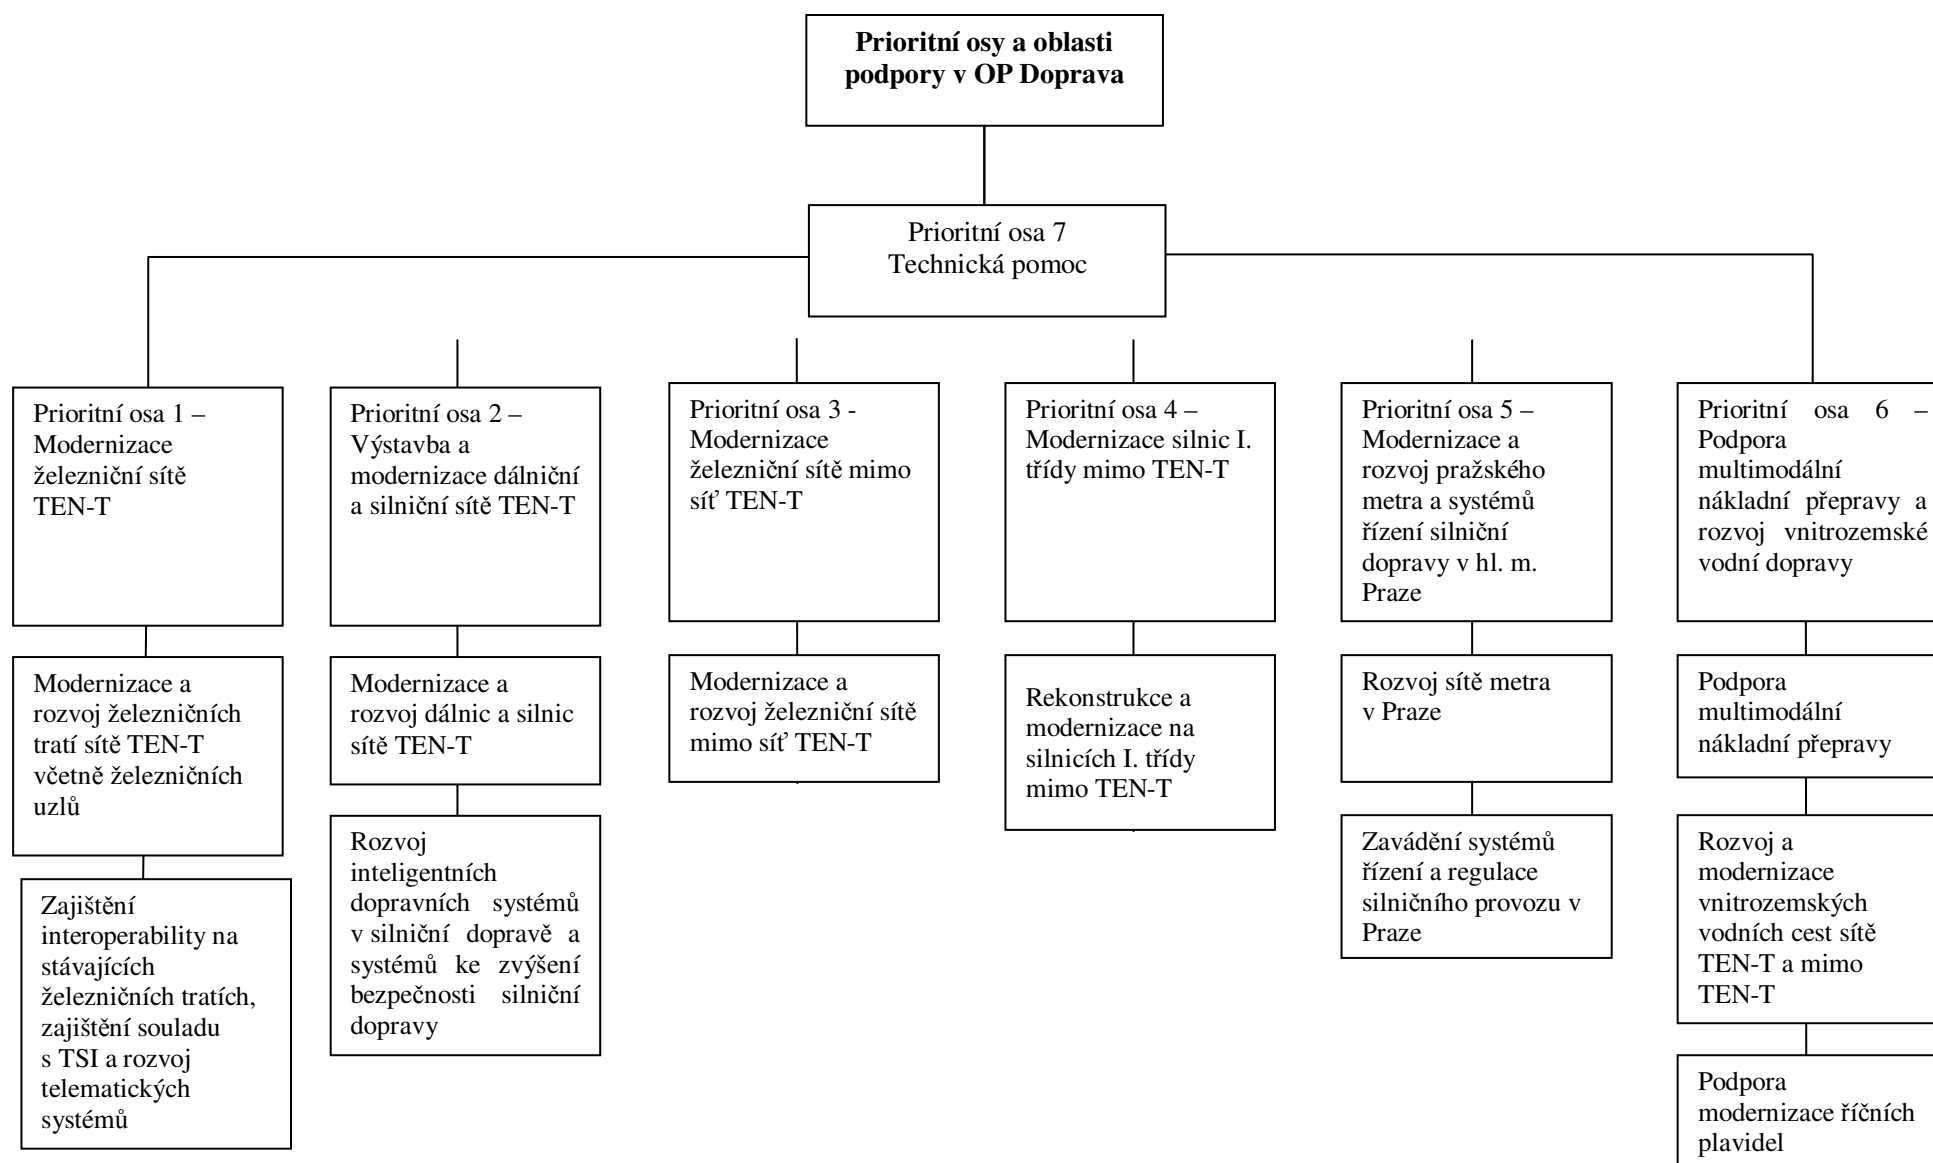 Prioritní osy a oblasti
podpory v OP Doprava
Prioritní osa 7
Technická pomoc
Prioritní osa 1 –
Modernizace
železniční sítě
TEN-T
Prioritní osa 2 –
Výstavba a
modernizace dálniční
a silniční sítě TEN-T
Prioritní osa 3 -
Modernizace
železniční sítě mimo
síť TEN-T
Prioritní osa 4 –
Modernizace silnic I.
třídy mimo TEN-T
Prioritní osa 5 –
Modernizace a
rozvoj pražského
metra a systémů
řízení silniční
dopravy v hl. m.
Praze
Prioritní osa 6 –
Podpora
multimodální
nákladní přepravy a
rozvoj vnitrozemské
vodní dopravy
Modernizace a
rozvoj železničních
tratí sítě TEN-T
včetně železničních
uzlů
Modernizace a
rozvoj dálnic a silnic
sítě TEN-T
Modernizace a
rozvoj železniční sítě
mimo síť TEN-T
Rekonstrukce a
modernizace na
silnicích I. třídy
mimo TEN-T
Rozvoj sítě metra
v Praze
Podpora
multimodální
nákladní přepravy
Zajištění
interoperability na
stávajících
železničních tratích,
zajištění souladu
s TSI a rozvoj
telematických
systémů
Rozvoj
inteligentních
dopravních systémů
v silniční dopravě a
systémů ke zvýšení
bezpečnosti silniční
dopravy
Zavádění systémů
řízení a regulace
silničního provozu v
Praze
Rozvoj a
modernizace
vnitrozemských
vodních cest sítě
TEN-T a mimo
TEN-T
Podpora
modernizace říčních
plavidel